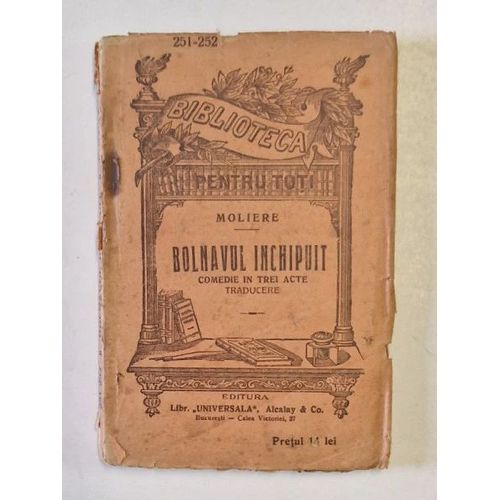 251-252
BIBLIOTECA
PENTRU TOTI
MOLIERE
BOLNAVUL INCHIPUIT
COMEDIE IN TREI ACTE
TRADUCERE
EDITURA
Libr. „UNIVERSALA", Alcalay & Co.
Bucureşti — Calea Victoriei, 27
Preţul 14 lei